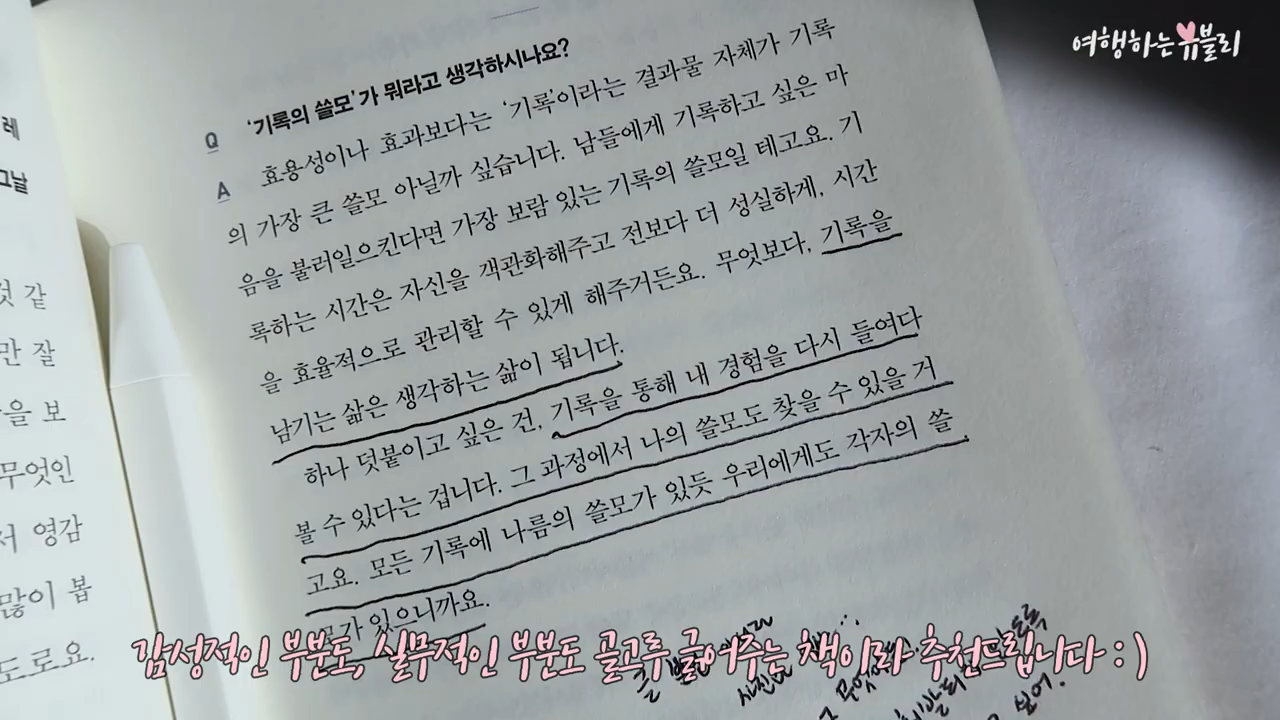 여행하는 유블리
레
그날
것 같
만 잘
을 보
무엇인
서 영감
많이 봅
도로요.
Q '기록의 쓸모'가 뭐라고 생각하시나요?
A 효용성이나 효과보다는 '기록'이라는 결과물 자체가 기록
의 가장 큰 쓸모 아닐까 싶습니다. 남들에게 기록하고 싶은 마
음을 불러일으킨다면 가장 보람 있는 기록의 쓸모일 테고요. 기
록하는 시간은 자신을 객관화해주고 전보다 더 성실하게, 시간
을 효율적으로 관리할 수 있게 해주거든요. 무엇보다, 기록을
남기는 삶은 생각하는 삶이 됩니다.
하나 덧붙이고 싶은 건, 기록을 통해 내 경험을 다시 들여다
볼 수 있다는 겁니다. 그 과정에서 나의 쓸모도 찾을 수 있을 거
고요. 모든 기록에 나름의 쓸모가 있듯 우리에게도 각자의 쓸
모가 있으니까요.
감성적인 부분도, 실무적인 부분도 골고루 긁어주는 책이라 추천드립니다 :)